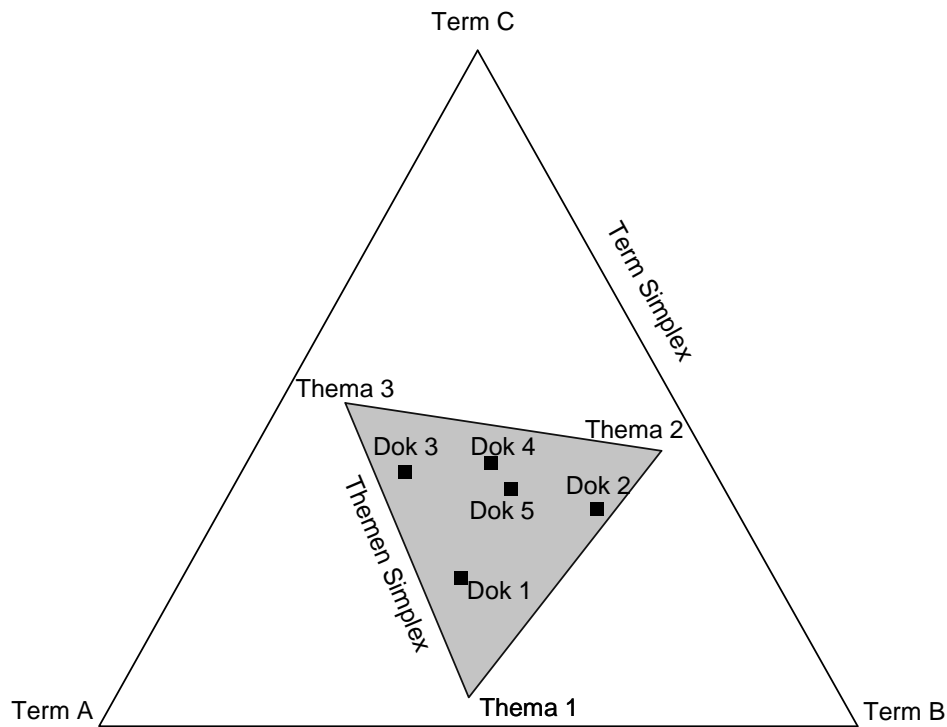 Term C
Term Simplex
Thema 3
Thema 2
Dok 3
Dok 4
Dok 2
Dok 5
Themen Simplex
Dok 1
Thema 1
Term A
Term B